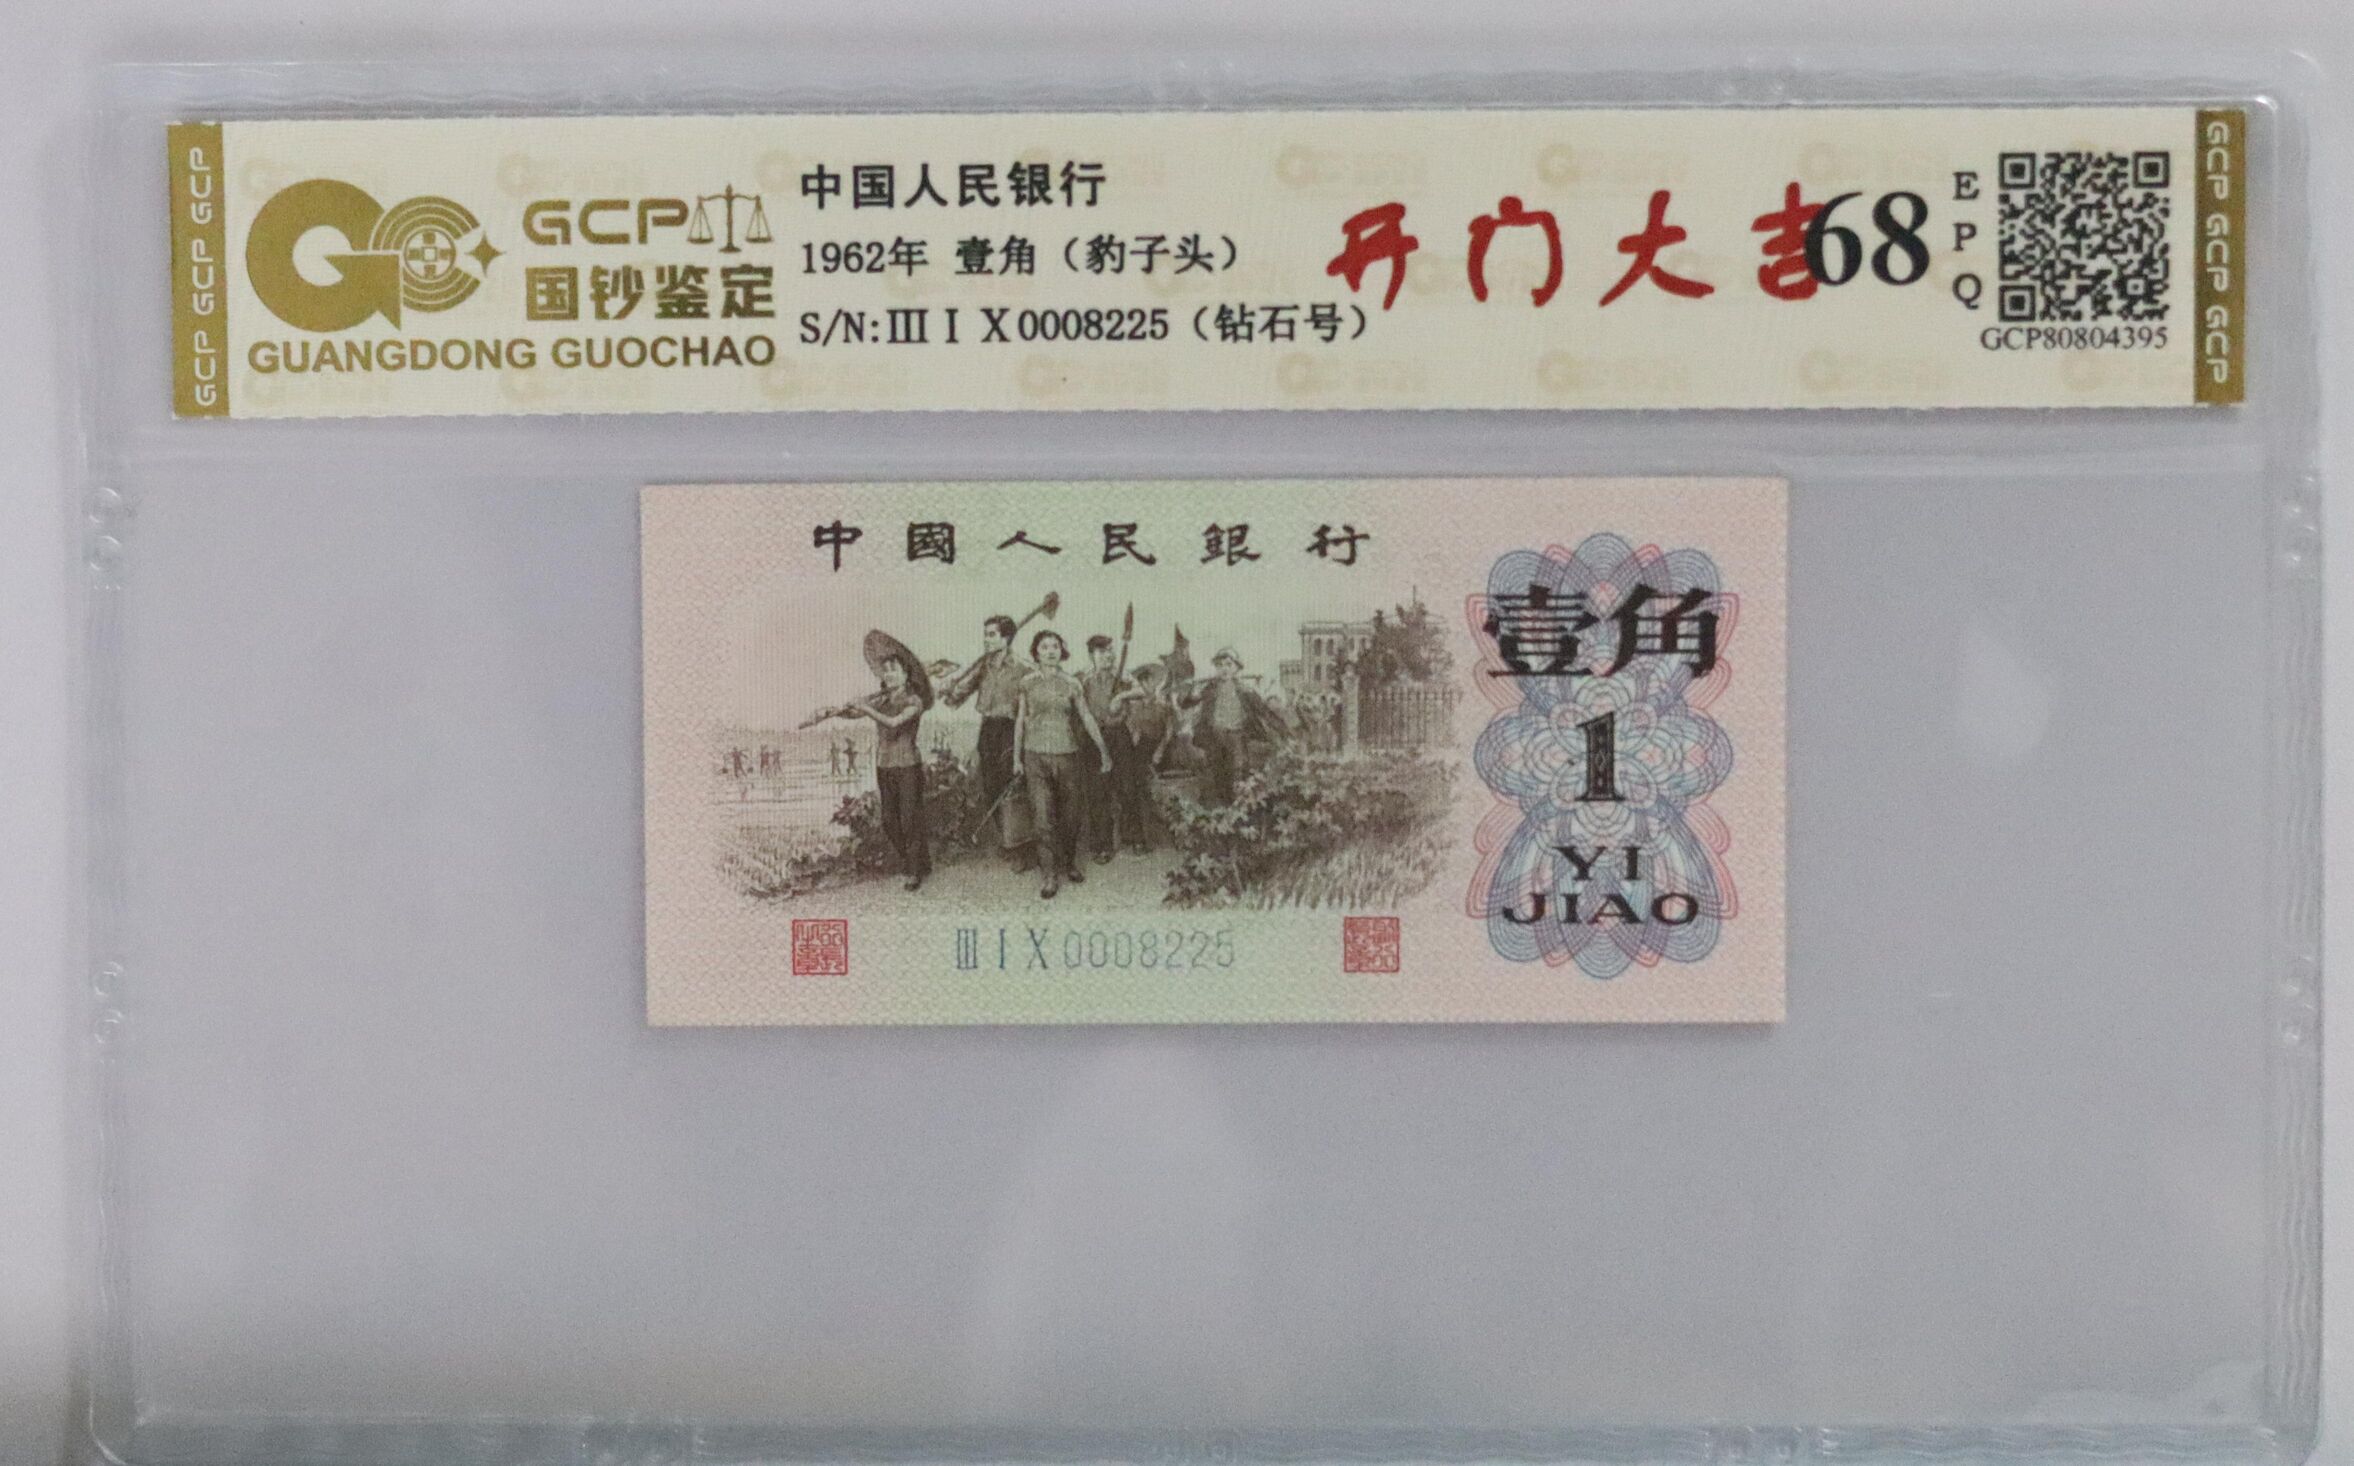 GCP GCP GCP
GCP
国钞鉴定
GUANGDONG GUOCHAO
中国人民银行
1962年 壹角（豹子头）
S/N:ⅢⅠⅩ0008225（钻石号）
开门大吉
68
EPQ
GCP80804395
GCP GCP GCP
中國人民銀行
壹角
1
YI
JIAO
ⅢⅠⅩ0008225